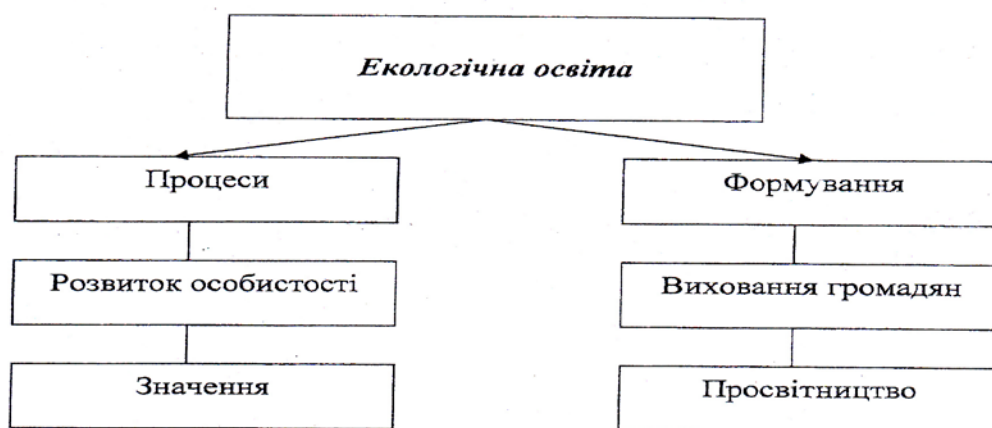 Екологічна освіта
Процеси
Формування
Розвиток особистості
Виховання громадян
Значення
Просвітництво